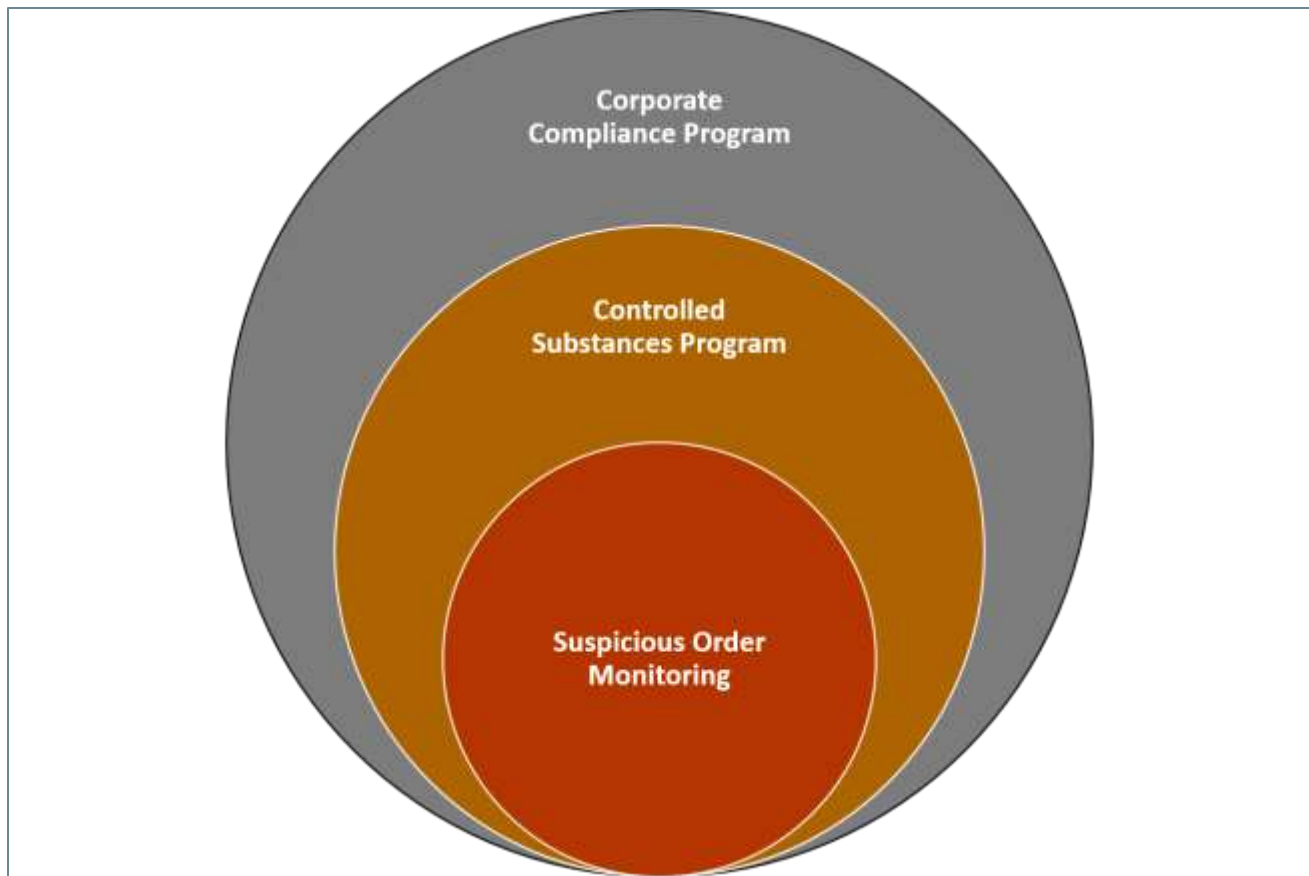 Corporate
Compliance Program
Controlled
Substances Program
Suspicious Order
Monitoring